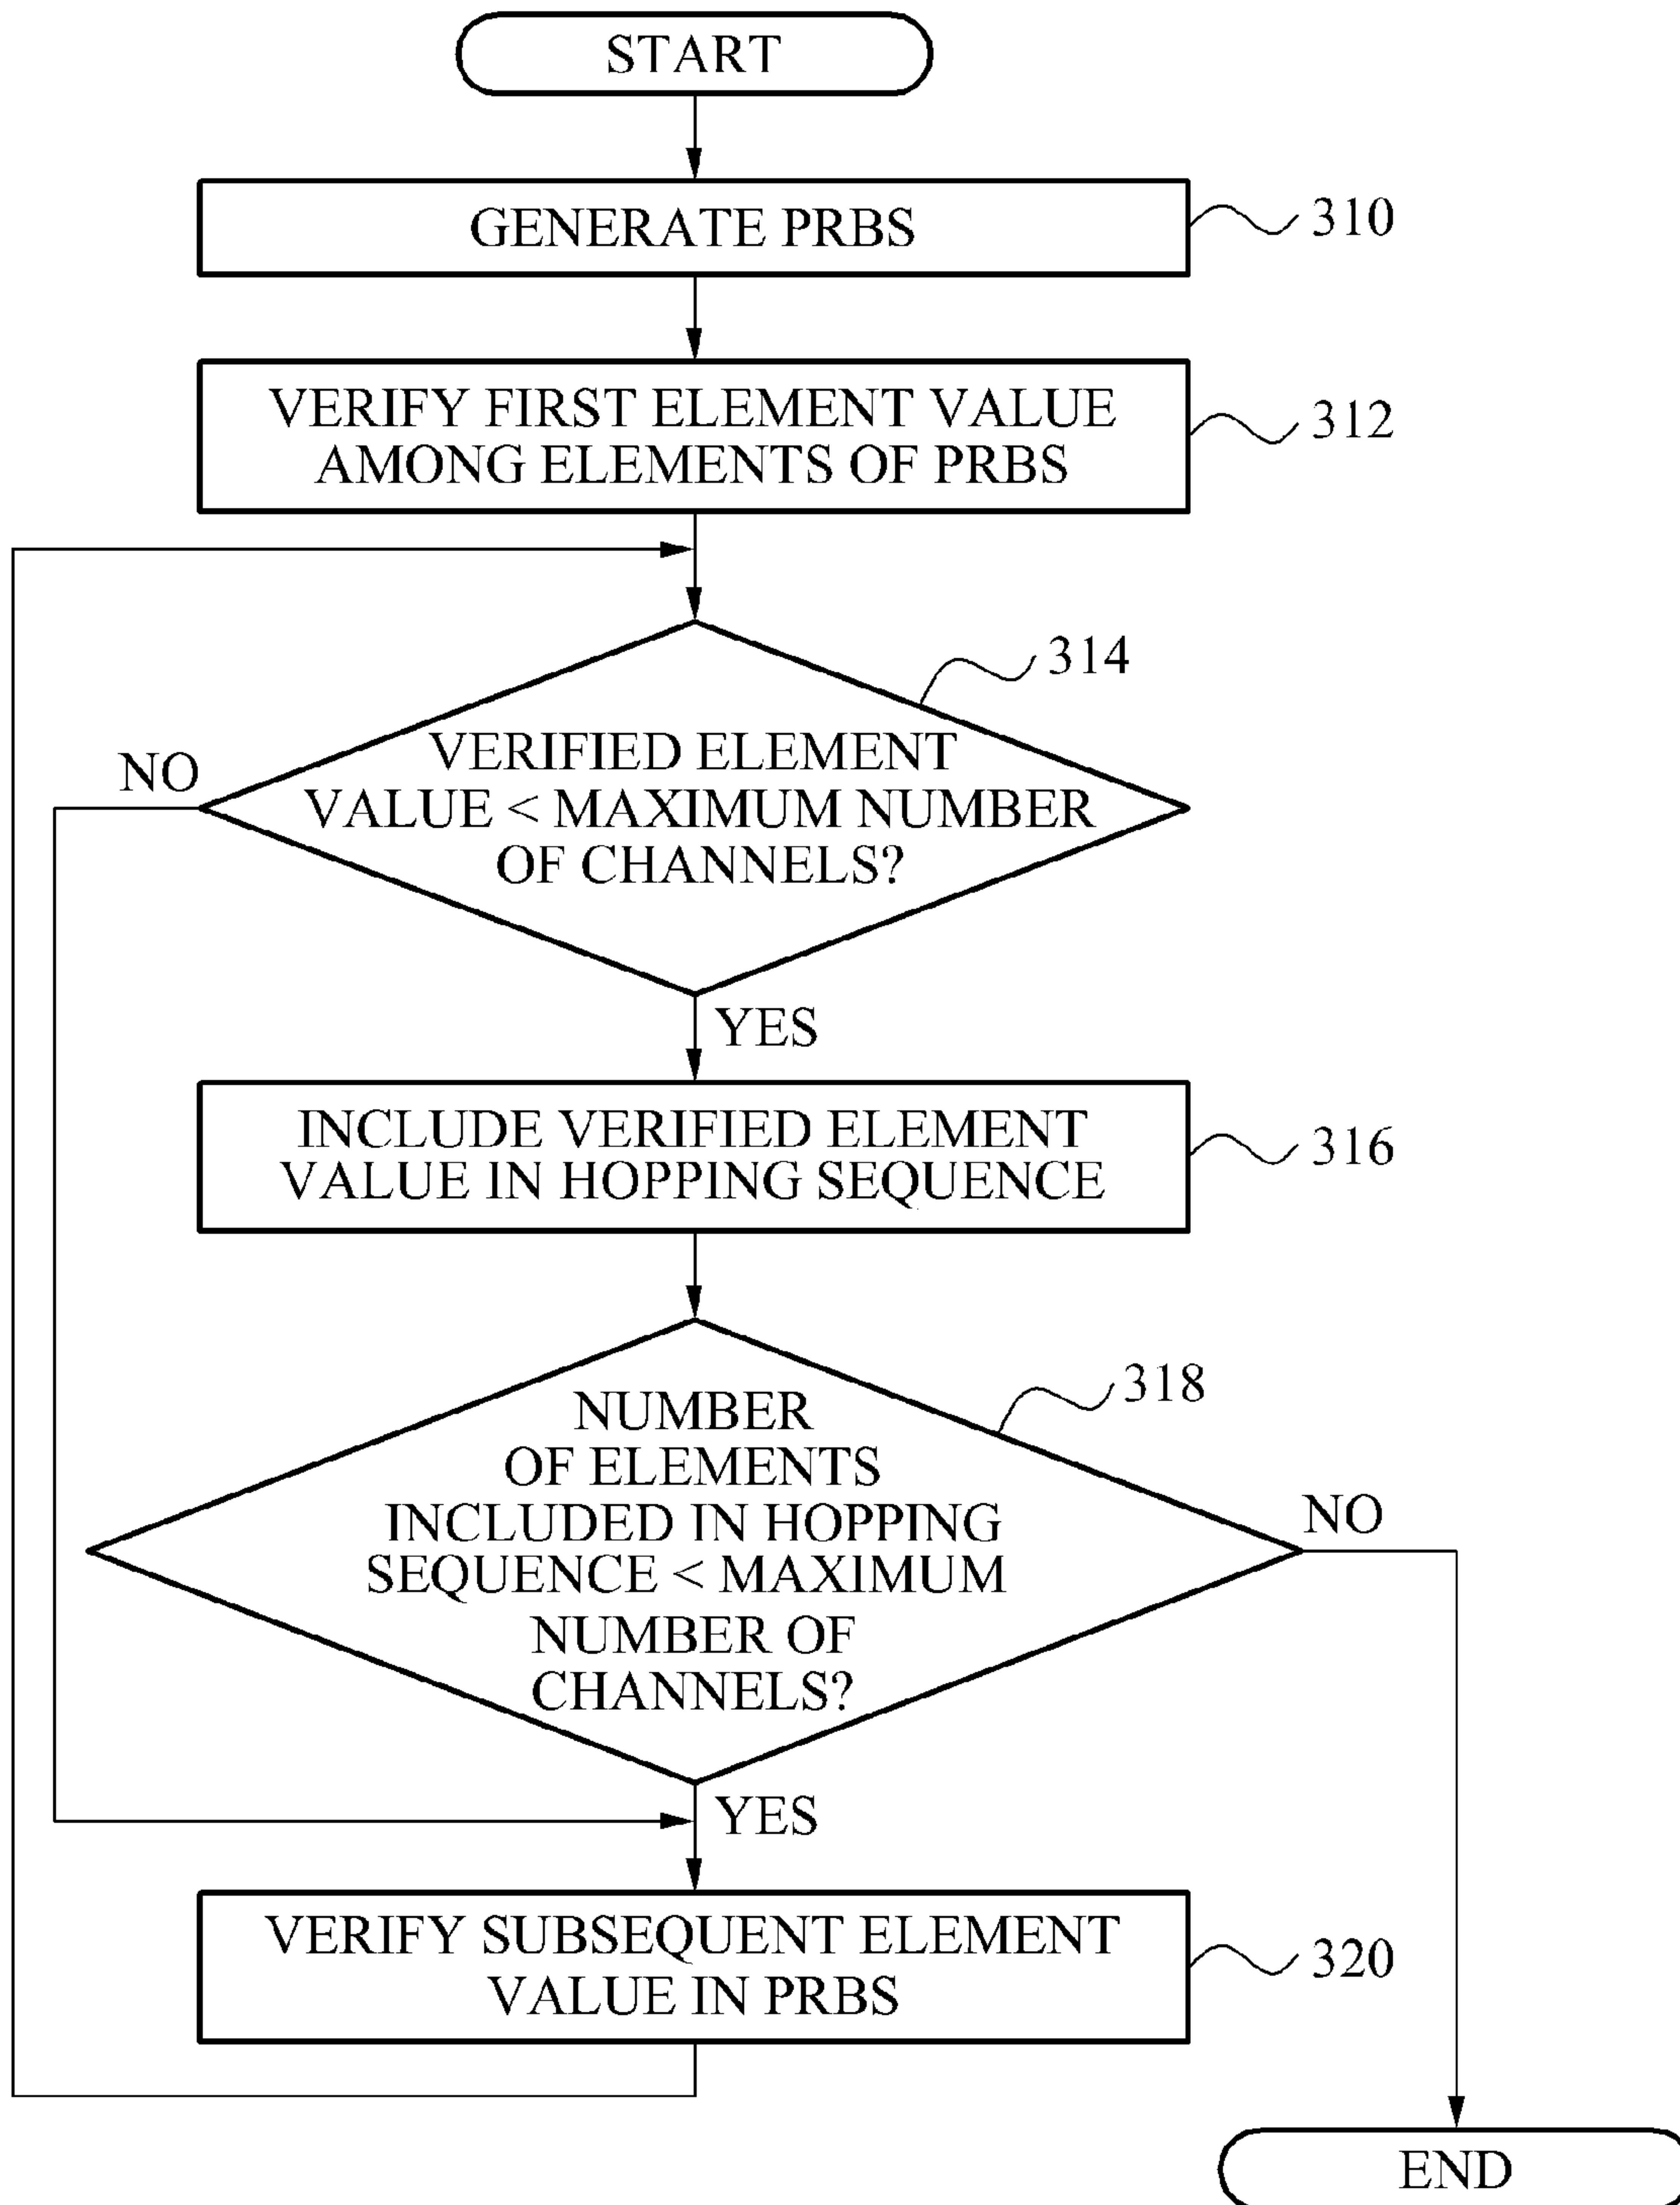 START
GENERATE PRBS
310
VERIFY FIRST ELEMENT VALUE
AMONG ELEMENTS OF PRBS
312
314
VERIFIED ELEMENT
VALUE < MAXIMUM NUMBER
OF CHANNELS?
NO
YES
INCLUDE VERIFIED ELEMENT
VALUE IN HOPPING SEQUENCE
316
318
NUMBER
OF ELEMENTS
INCLUDED IN HOPPING
SEQUENCE < MAXIMUM
NUMBER OF
CHANNELS?
NO
YES
VERIFY SUBSEQUENT ELEMENT
VALUE IN PRBS
320
END